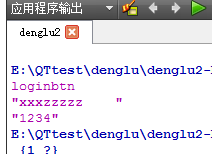 应用程序输出
denglu2
E:\QTtest\denglu\denglu2-
loginbtn
"xxxzzzzz     "
"1234"
E:\QTtest\denglu\denglu2-
{1 ?}